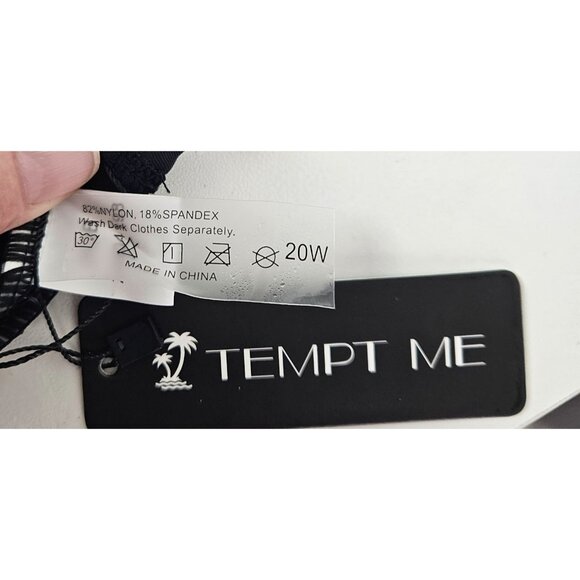 82%NYLON, 18%SPANDEX
Wash Dark Clothes Separately.
30° 20W
MADE IN CHINA
TEMPT ME